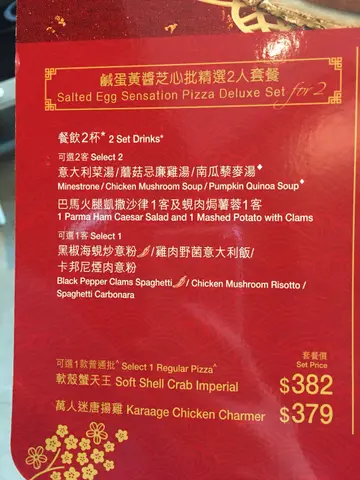 鹹蛋黃醬芝心批精選2人套餐
Salted Egg Sensation Pizza Deluxe Set for 2
餐飲2杯* 2 Set Drinks*
可選2客 Select 2
意大利菜湯/蘑菇忌廉雞湯/南瓜藜麥湯◆
Minestrone / Chicken Mushroom Soup / Pumpkin Quinoa Soup◆
巴馬火腿凱撒沙律1客及蜆肉焗薯蓉1客
1 Parma Ham Caesar Salad and 1 Mashed Potato with Clams
可選1客 Select 1
黑椒海蜆炒意粉/雞肉野菌意大利飯/
卡邦尼煙肉意粉
Black Pepper Clams Spaghetti / Chicken Mushroom Risotto /
Spaghetti Carbonara
套餐價
可選1款普通批^ Select 1 Regular Pizza^ Set Price
軟殼蟹天王 Soft Shell Crab Imperial $382
萬人迷唐揚雞 Karaage Chicken Charmer $379